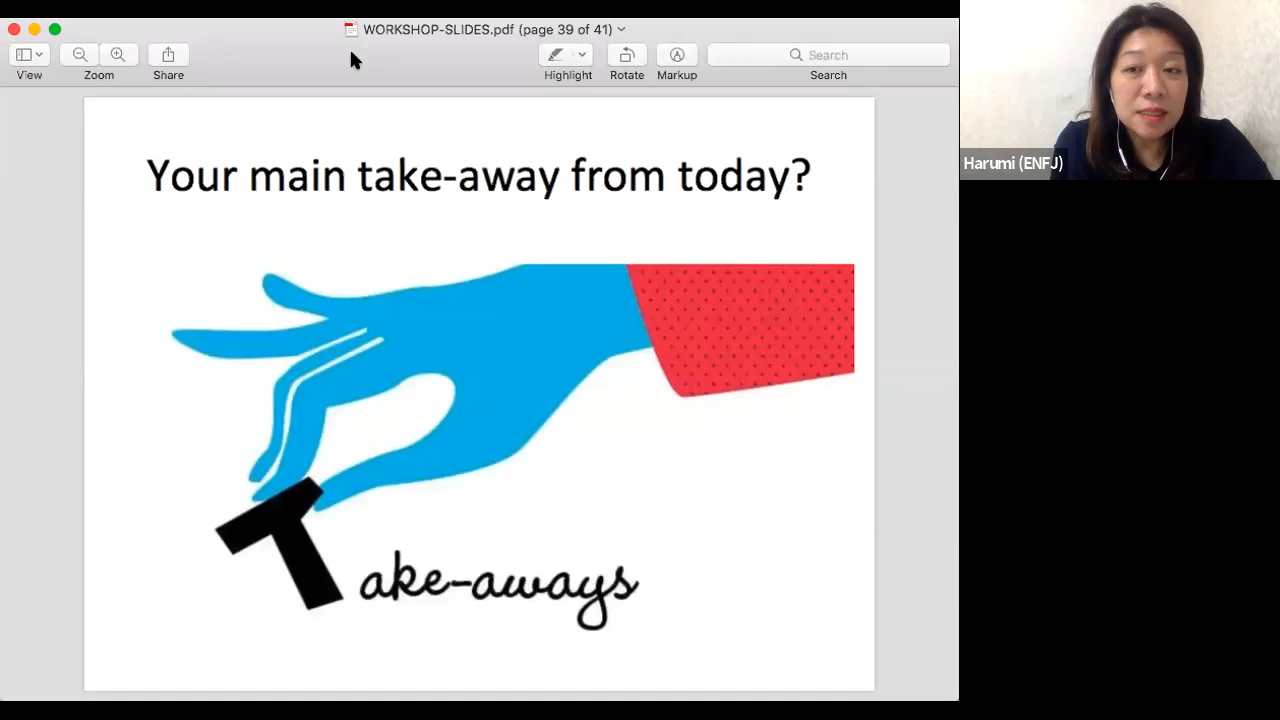 WORKSHOP-SLIDES.pdf (page 39 of 41)
View
Zoom
Share
Highlight
Rotate
Markup
Search
Search
Harumi (ENFJ)
Your main take-away from today?
Take-aways